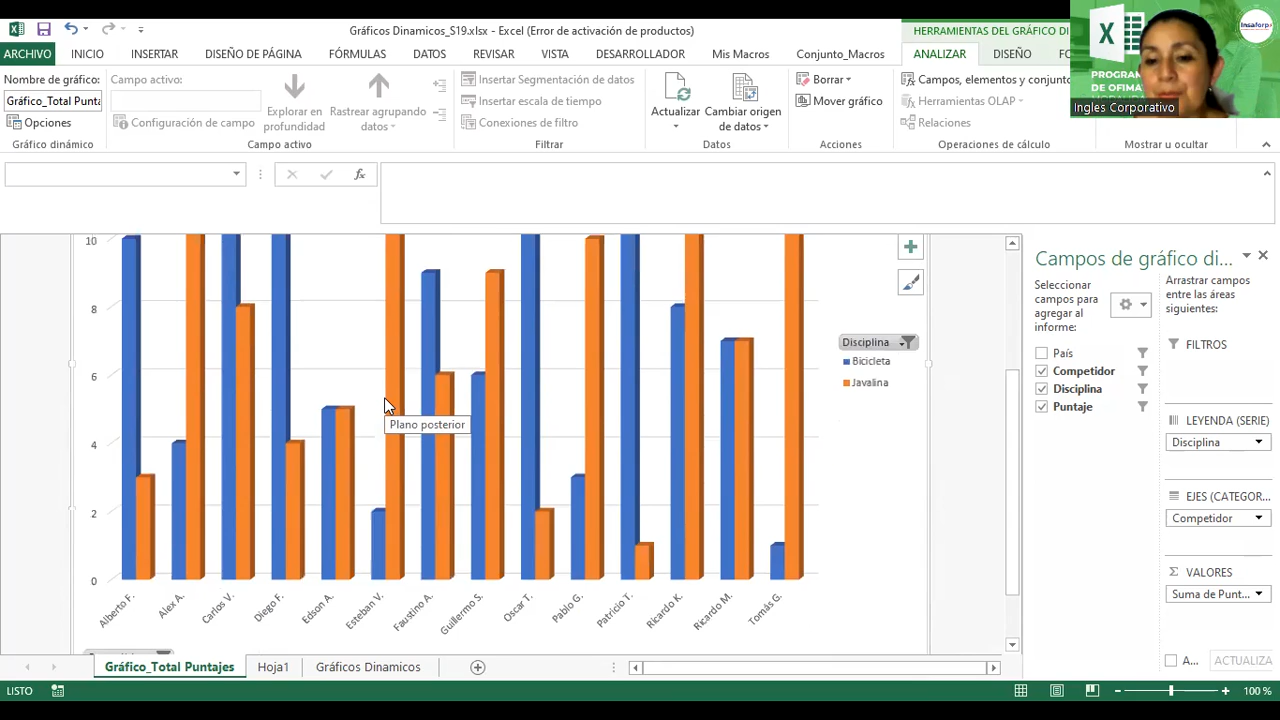 Gráficos Dinamicos_S19.xlsx - Excel (Error de activación de productos)
HERRAMIENTAS DEL GRÁFICO DI
ARCHIVO INICIO INSERTAR DISEÑO DE PÁGINA FÓRMULAS DATOS REVISAR VISTA DESARROLLADOR Mis Macros Conjunto_Macros ANALIZAR DISEÑO FO
PROGRAM
DE OFIMA
Insaforp
Ingles Corporativo
Nombre de gráfico:
Gráfico_Total Punta
Opciones
Gráfico dinámico
Campo activo:
Configuración de campo
Explorar en profundidad
Rastrear agrupando datos
Campo activo
Insertar Segmentación de datos
Insertar escala de tiempo
Conexiones de filtro
Filtrar
Actualizar
Cambiar origen de datos
Datos
Borrar
Mover gráfico
Acciones
Campos, elementos y conjunto
Herramientas OLAP
Relaciones
Operaciones de cálculo
Mostrar u ocultar
fx
10
8
6
4
2
0
Plano posterior
Disciplina
Bicicleta
Javalina
Alberto F.
Alex A.
Carlos V.
Diego F.
Edson A.
Esteban V.
Faustino A.
Guillermo S.
Oscar T.
Pablo G.
Patricio T.
Ricardo K.
Ricardo M.
Tomás G.
Campos de gráfico di...
Seleccionar campos para agregar al informe:
País
Competidor
Disciplina
Puntaje
Arrastrar campos entre las áreas siguientes:
FILTROS
LEYENDA (SERIE)
Disciplina
EJES (CATEGOR...
Competidor
VALORES
Suma de Punt...
A...
ACTUALIZA
Gráfico_Total Puntajes Hoja1 Gráficos Dinamicos
LISTO
100 %